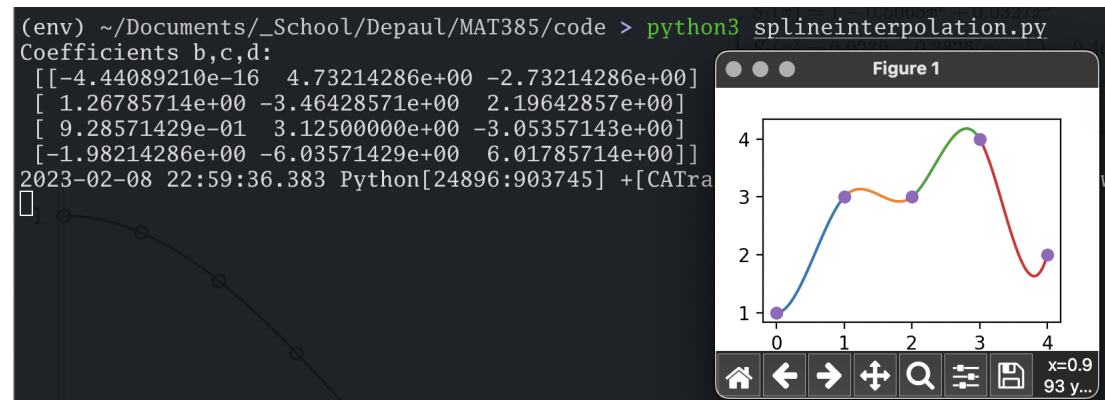 (env) ~/Documents/_School/Depaul/MAT385/code > python3 splineinterpolation.py
Coefficients b,c,d:
[[-4.44089210e-16 4.73214286e+00 -2.73214286e+00]
[ 1.26785714e+00 -3.46428571e+00 2.19642857e+00]
[ 9.28571429e-01 3.12500000e+00 -3.05357143e+00]
[-1.98214286e+00 -6.03571429e+00 6.01785714e+00]]
2023-02-08 22:59:36.383 Python[24896:903745] +[CATra
1
Figure 1
4
3
2
1
0 1 2 3 4
x=0.9
93 y...